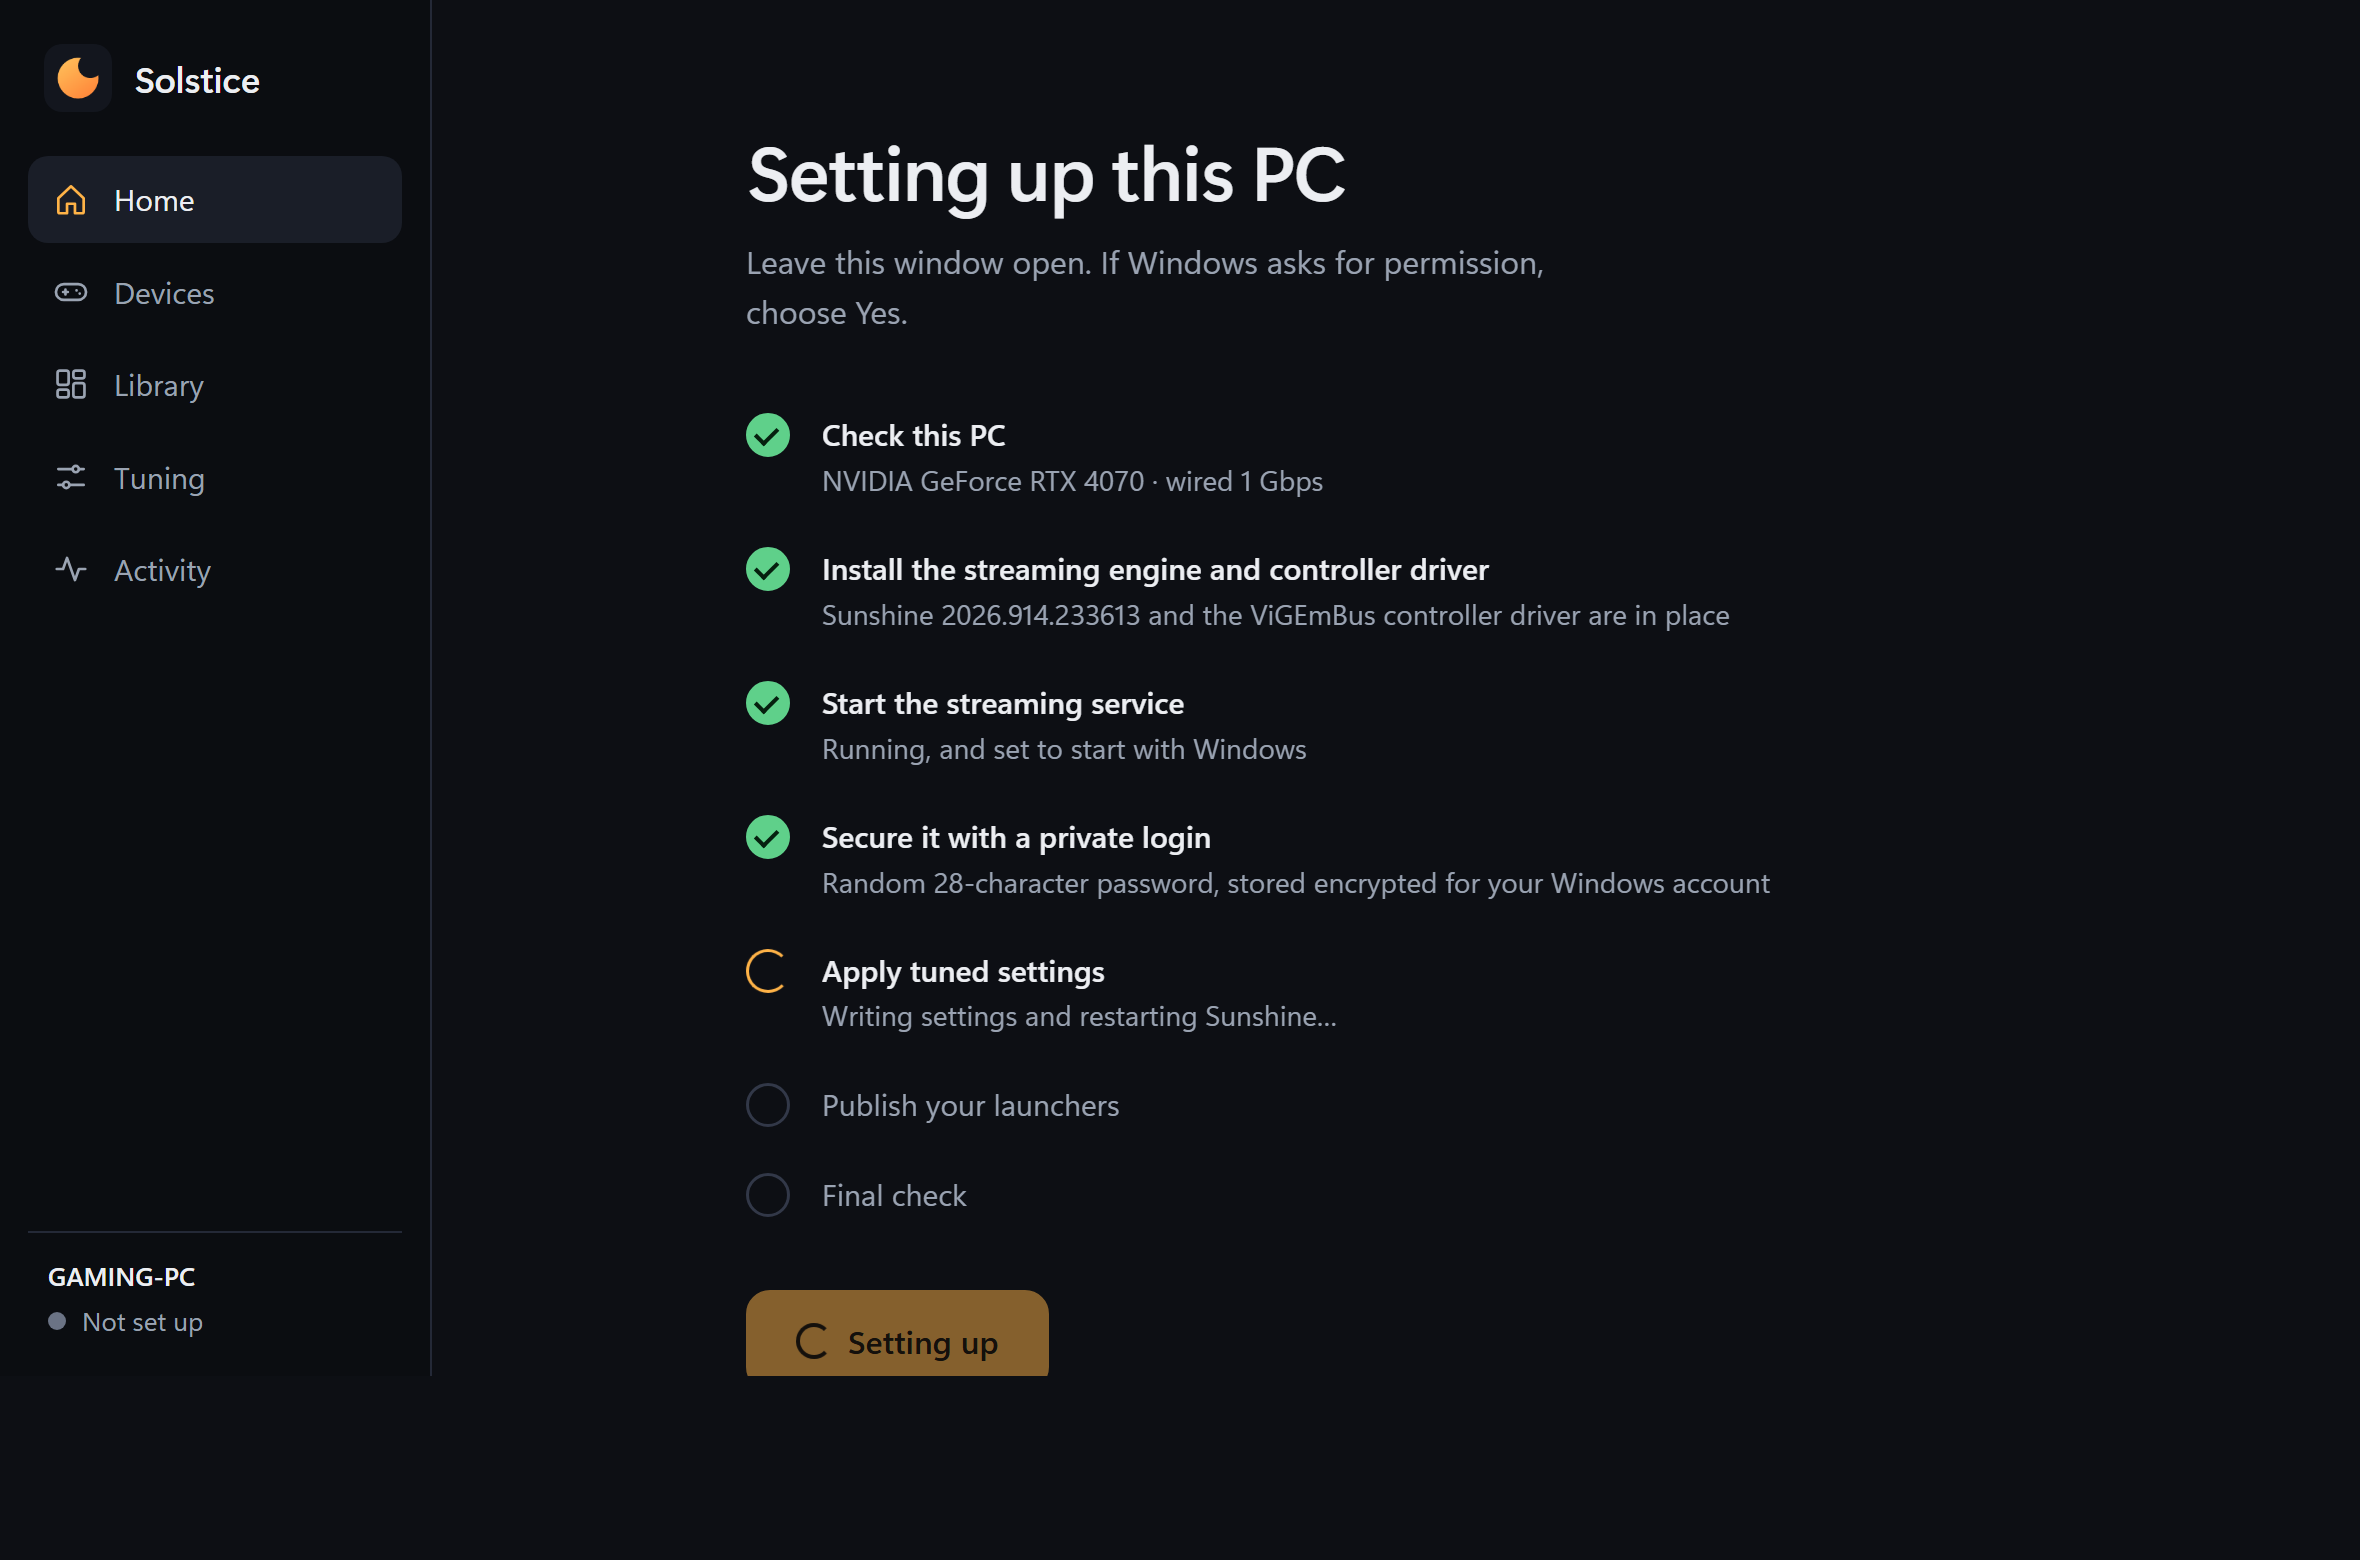 Solstice
Home
Devices
Library
Tuning
Activity
GAMING-PC
Not set up
Setting up this PC
Leave this window open. If Windows asks for permission,
choose Yes.
Check this PC
NVIDIA GeForce RTX 4070 · wired 1 Gbps
Install the streaming engine and controller driver
Sunshine 2026.914.233613 and the ViGEmBus controller driver are in place
Start the streaming service
Running, and set to start with Windows
Secure it with a private login
Random 28-character password, stored encrypted for your Windows account
Apply tuned settings
Writing settings and restarting Sunshine...
Publish your launchers
Final check
Setting up